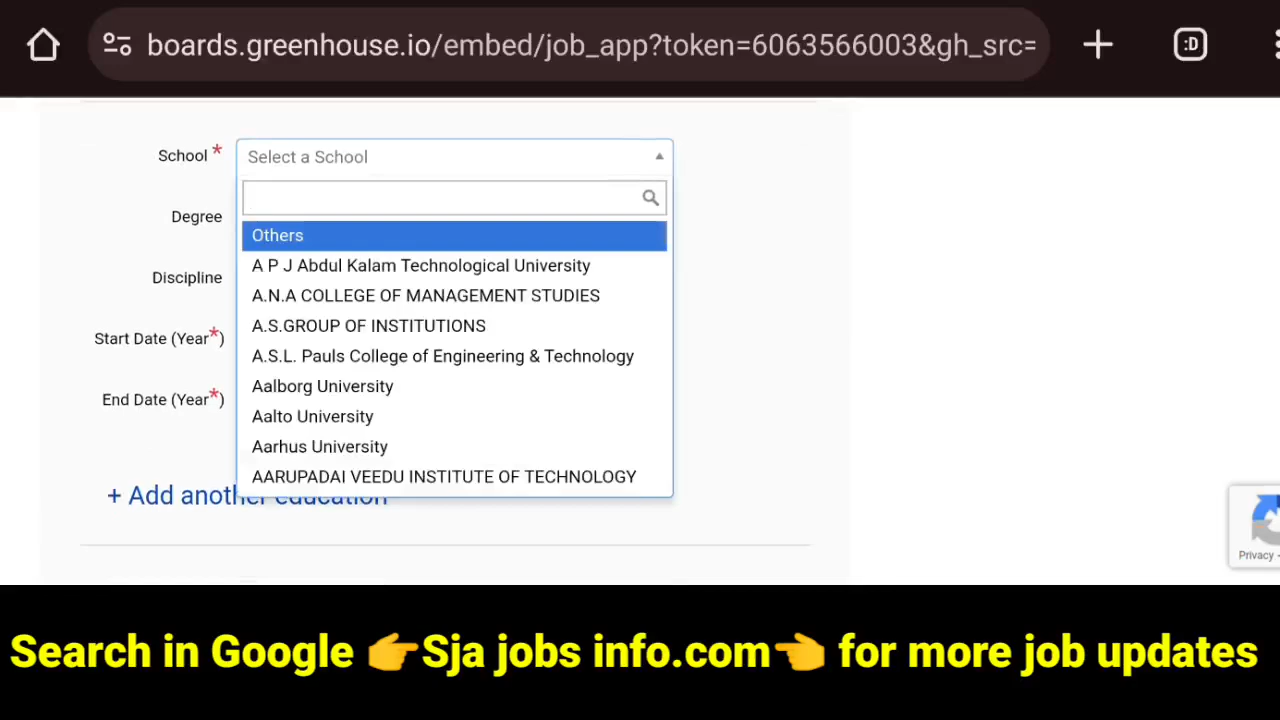 boards.greenhouse.io/embed/job_app?token=6063566003&gh_src=
:D
School *
Select a School
Others
A P J Abdul Kalam Technological University
A.N.A COLLEGE OF MANAGEMENT STUDIES
A.S.GROUP OF INSTITUTIONS
A.S.L. Pauls College of Engineering & Technology
Aalborg University
Aalto University
Aarhus University
AARUPADAI VEEDU INSTITUTE OF TECHNOLOGY
Degree
Discipline
Start Date (Year*)
End Date (Year*)
+ Add another education
Privacy -
Search in Google 👉Sja jobs info.com👈 for more job updates